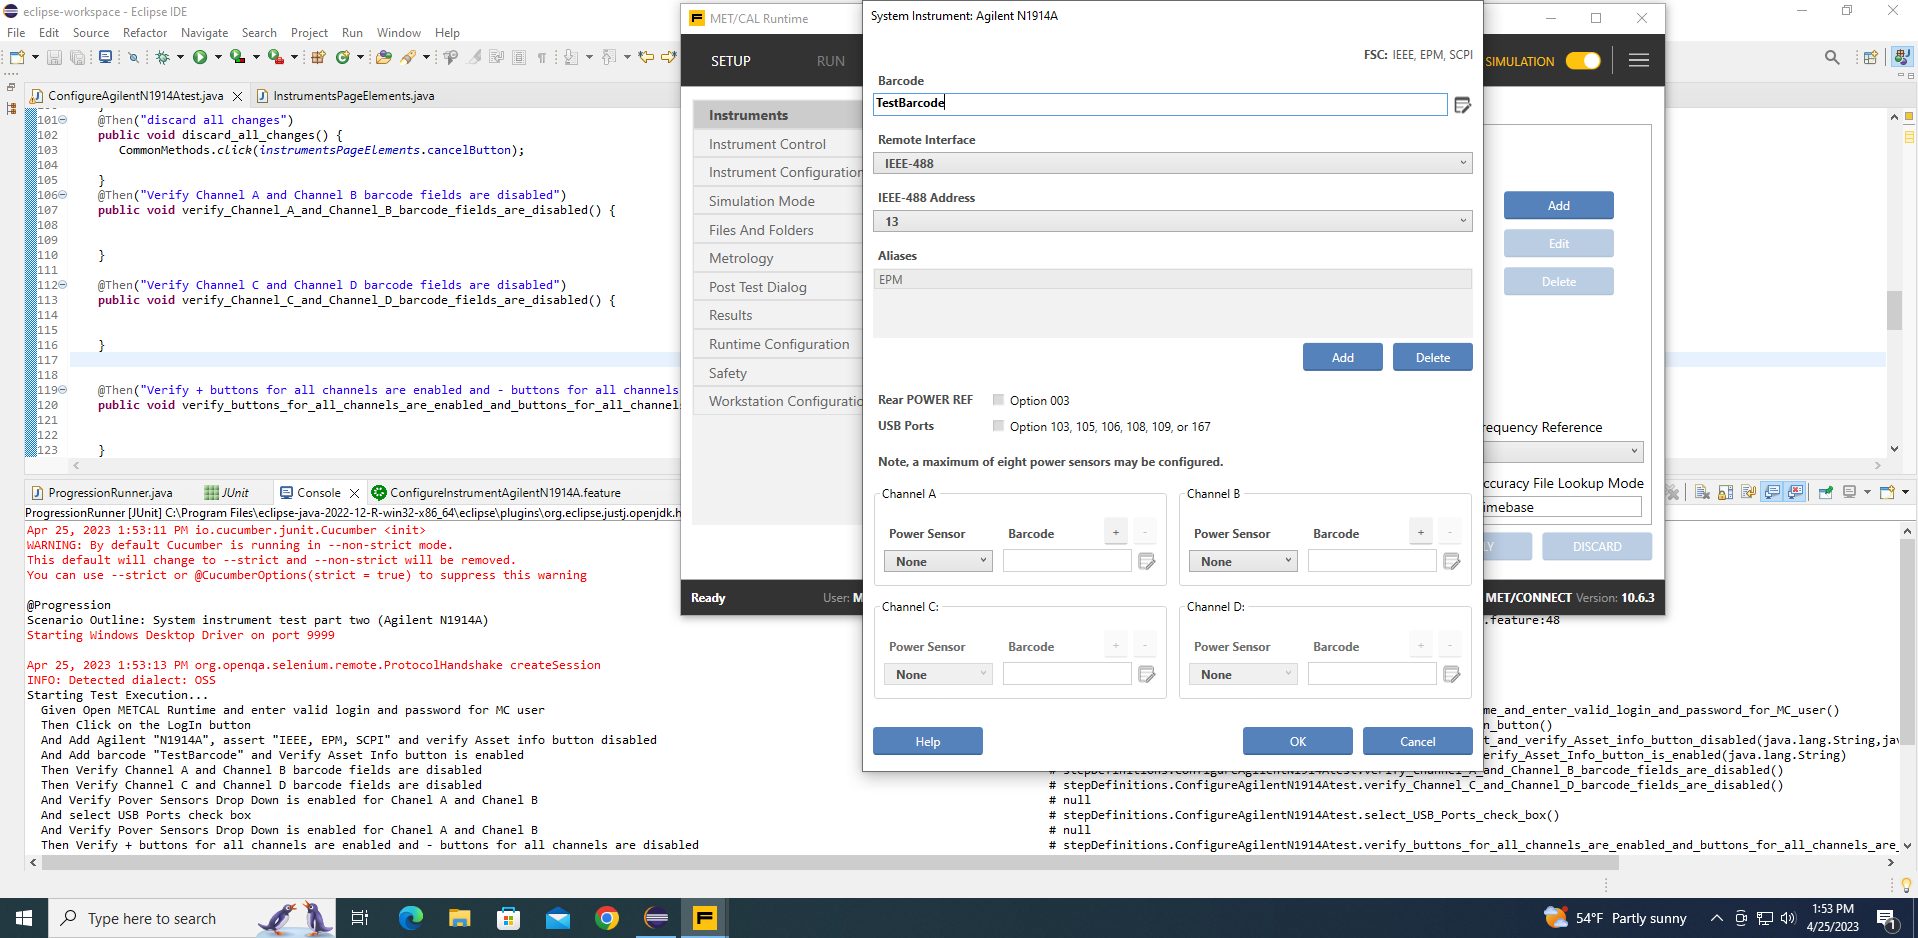 eclipse-workspace - Eclipse IDE
File Edit Source Refactor Navigate Search Project Run Window Help
ConfigureAgilentN1914Atest.java
InstrumentsPageElements.java
101 @Then("discard all changes")
102 public void discard_all_changes() {
103 CommonMethods.click(instrumentsPageElements.cancelButton);
104
105 }
106 @Then("Verify Channel A and Channel B barcode fields are disabled")
107 public void verify_Channel_A_and_Channel_B_barcode_fields_are_disabled() {
108
109
110 }
111
112 @Then("Verify Channel C and Channel D barcode fields are disabled")
113 public void verify_Channel_C_and_Channel_D_barcode_fields_are_disabled() {
114
115
116 }
117
118
119 @Then("Verify + buttons for all channels are enabled and - buttons for all channels
120 public void verify_buttons_for_all_channels_are_enabled_and_buttons_for_all_channels
121
122
123 }
MET/CAL Runtime
SETUP RUN
SIMULATION
Instruments
Instrument Control
Instrument Configuration
Simulation Mode
Files And Folders
Metrology
Post Test Dialog
Results
Runtime Configuration
Safety
Workstation Configuratio
Add
Edit
Delete
requency Reference
ccuracy File Lookup Mode
imebase
LY DISCARD
Ready User: M
MET/CONNECT Version: 10.6.3
System Instrument: Agilent N1914A
FSC: IEEE, EPM, SCPI
Barcode
TestBarcode
Remote Interface
IEEE-488
IEEE-488 Address
13
Aliases
EPM
Add Delete
Rear POWER REF Option 003
USB Ports Option 103, 105, 106, 108, 109, or 167
Note, a maximum of eight power sensors may be configured.
Channel A
Power Sensor Barcode + -
None
Channel B
Power Sensor Barcode + -
None
Channel C:
Power Sensor Barcode + -
None
Channel D:
Power Sensor Barcode + -
None
Help OK Cancel
ProgressionRunner.java JUnit Console ConfigureInstrumentAgilentN1914A.feature
ProgressionRunner [JUnit] C:\Program Files\eclipse-java-2022-12-R-win32-x86_64\eclipse\plugins\org.eclipse.justj.openjdk.h
Apr 25, 2023 1:53:11 PM io.cucumber.junit.Cucumber <init>
WARNING: By default Cucumber is running in --non-strict mode.
This default will change to --strict and --non-strict will be removed.
You can use --strict or @CucumberOptions(strict = true) to suppress this warning
@Progression
Scenario Outline: System instrument test part two (Agilent N1914A) .feature:48
Starting Windows Desktop Driver on port 9999
Apr 25, 2023 1:53:13 PM org.openqa.selenium.remote.ProtocolHandshake createSession
INFO: Detected dialect: OSS
Starting Test Execution...
Given Open METCAL Runtime and enter valid login and password for MC user me_and_enter_valid_login_and_password_for_MC_user()
Then Click on the LogIn button n_button()
And Add Agilent "N1914A", assert "IEEE, EPM, SCPI" and verify Asset info button disabled t_and_verify_Asset_info_button_disabled(java.lang.String,jav
And Add barcode "TestBarcode" and Verify Asset Info button is enabled verify_Asset_Info_button_is_enabled(java.lang.String)
Then Verify Channel A and Channel B barcode fields are disabled # stepDefinitions.ConfigureAgilentN1914Atest.verify_Channel_A_and_Channel_B_barcode_fields_are_disabled()
Then Verify Channel C and Channel D barcode fields are disabled # stepDefinitions.ConfigureAgilentN1914Atest.verify_Channel_C_and_Channel_D_barcode_fields_are_disabled()
And Verify Pover Sensors Drop Down is enabled for Chanel A and Chanel B # null
And select USB Ports check box # stepDefinitions.ConfigureAgilentN1914Atest.select_USB_Ports_check_box()
And Verify Pover Sensors Drop Down is enabled for Chanel A and Chanel B # null
Then Verify + buttons for all channels are enabled and - buttons for all channels are disabled # stepDefinitions.ConfigureAgilentN1914Atest.verify_buttons_for_all_channels_are_enabled_and_buttons_for_all_channels_are_
Type here to search
54°F Partly sunny
1:53 PM
4/25/2023
1